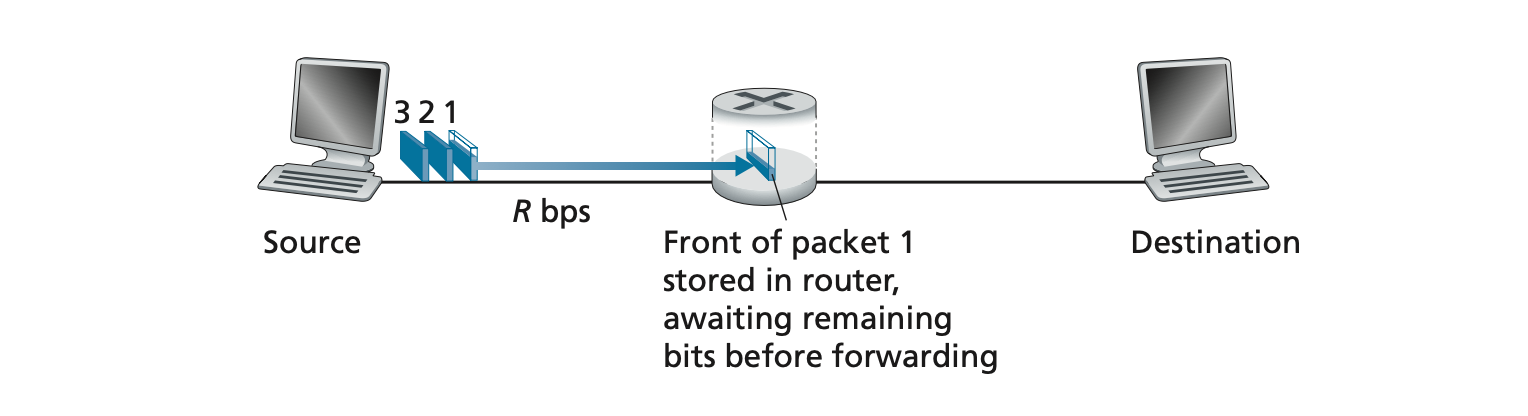 3 2 1
R bps
Source
Front of packet 1
stored in router,
awaiting remaining
bits before forwarding
Destination